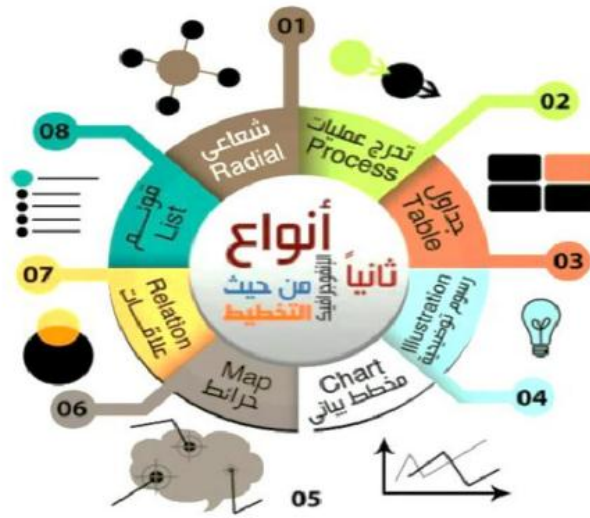 01
شعاعي
Radial
02
تدرج عمليات
Process
03
جداول
Table
04
رسوم توضيحية
Illustration
05
Chart
مخطط بياني
06
Map
خرائط
07
Relation
علاقات
08
List
ثانياً
أنواع
الإنفوجرافيك
من حيث
التخطيط